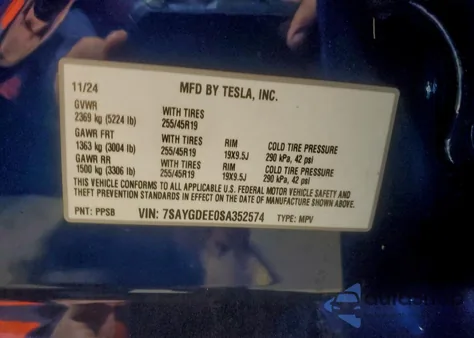 11/24 MFD BY TESLA, INC.
GVWR
2369 kg (5224 lb) WITH TIRES 255/45R19
GAWR FRT
1363 kg (3004 lb) WITH TIRES 255/45R19 RIM 19X9.5J COLD TIRE PRESSURE 290 kPa, 42 psi
GAWR RR
1500 kg (3306 lb) WITH TIRES 255/45R19 RIM 19X9.5J COLD TIRE PRESSURE 290 kPa, 42 psi
THIS VEHICLE CONFORMS TO ALL APPLICABLE U.S. FEDERAL MOTOR VEHICLE SAFETY AND
THEFT PREVENTION STANDARDS IN EFFECT ON THE DATE OF MANUFACTURE SHOWN ABOVE.
PNT: PPSB VIN: 7SAYGDEE0SA352574 TYPE: MPV